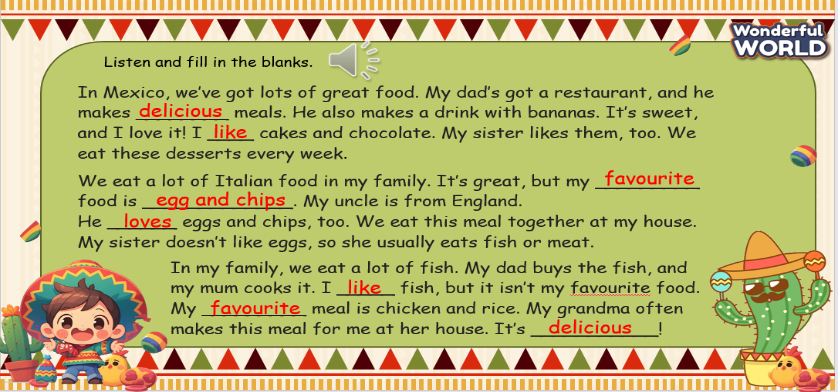 Wonderful
WORLD
Listen and fill in the blanks.
In Mexico, we've got lots of great food. My dad's got a restaurant, and he
makes delicious meals. He also makes a drink with bananas. It's sweet,
and I love it! I like cakes and chocolate. My sister likes them, too. We
eat these desserts every week.
We eat a lot of Italian food in my family. It's great, but my favourite
food is egg and chips. My uncle is from England.
He loves eggs and chips, too. We eat this meal together at my house.
My sister doesn't like eggs, so she usually eats fish or meat.
In my family, we eat a lot of fish. My dad buys the fish, and
my mum cooks it. I like fish, but it isn't my favourite food.
My favourite meal is chicken and rice. My grandma often
makes this meal for me at her house. It's delicious!